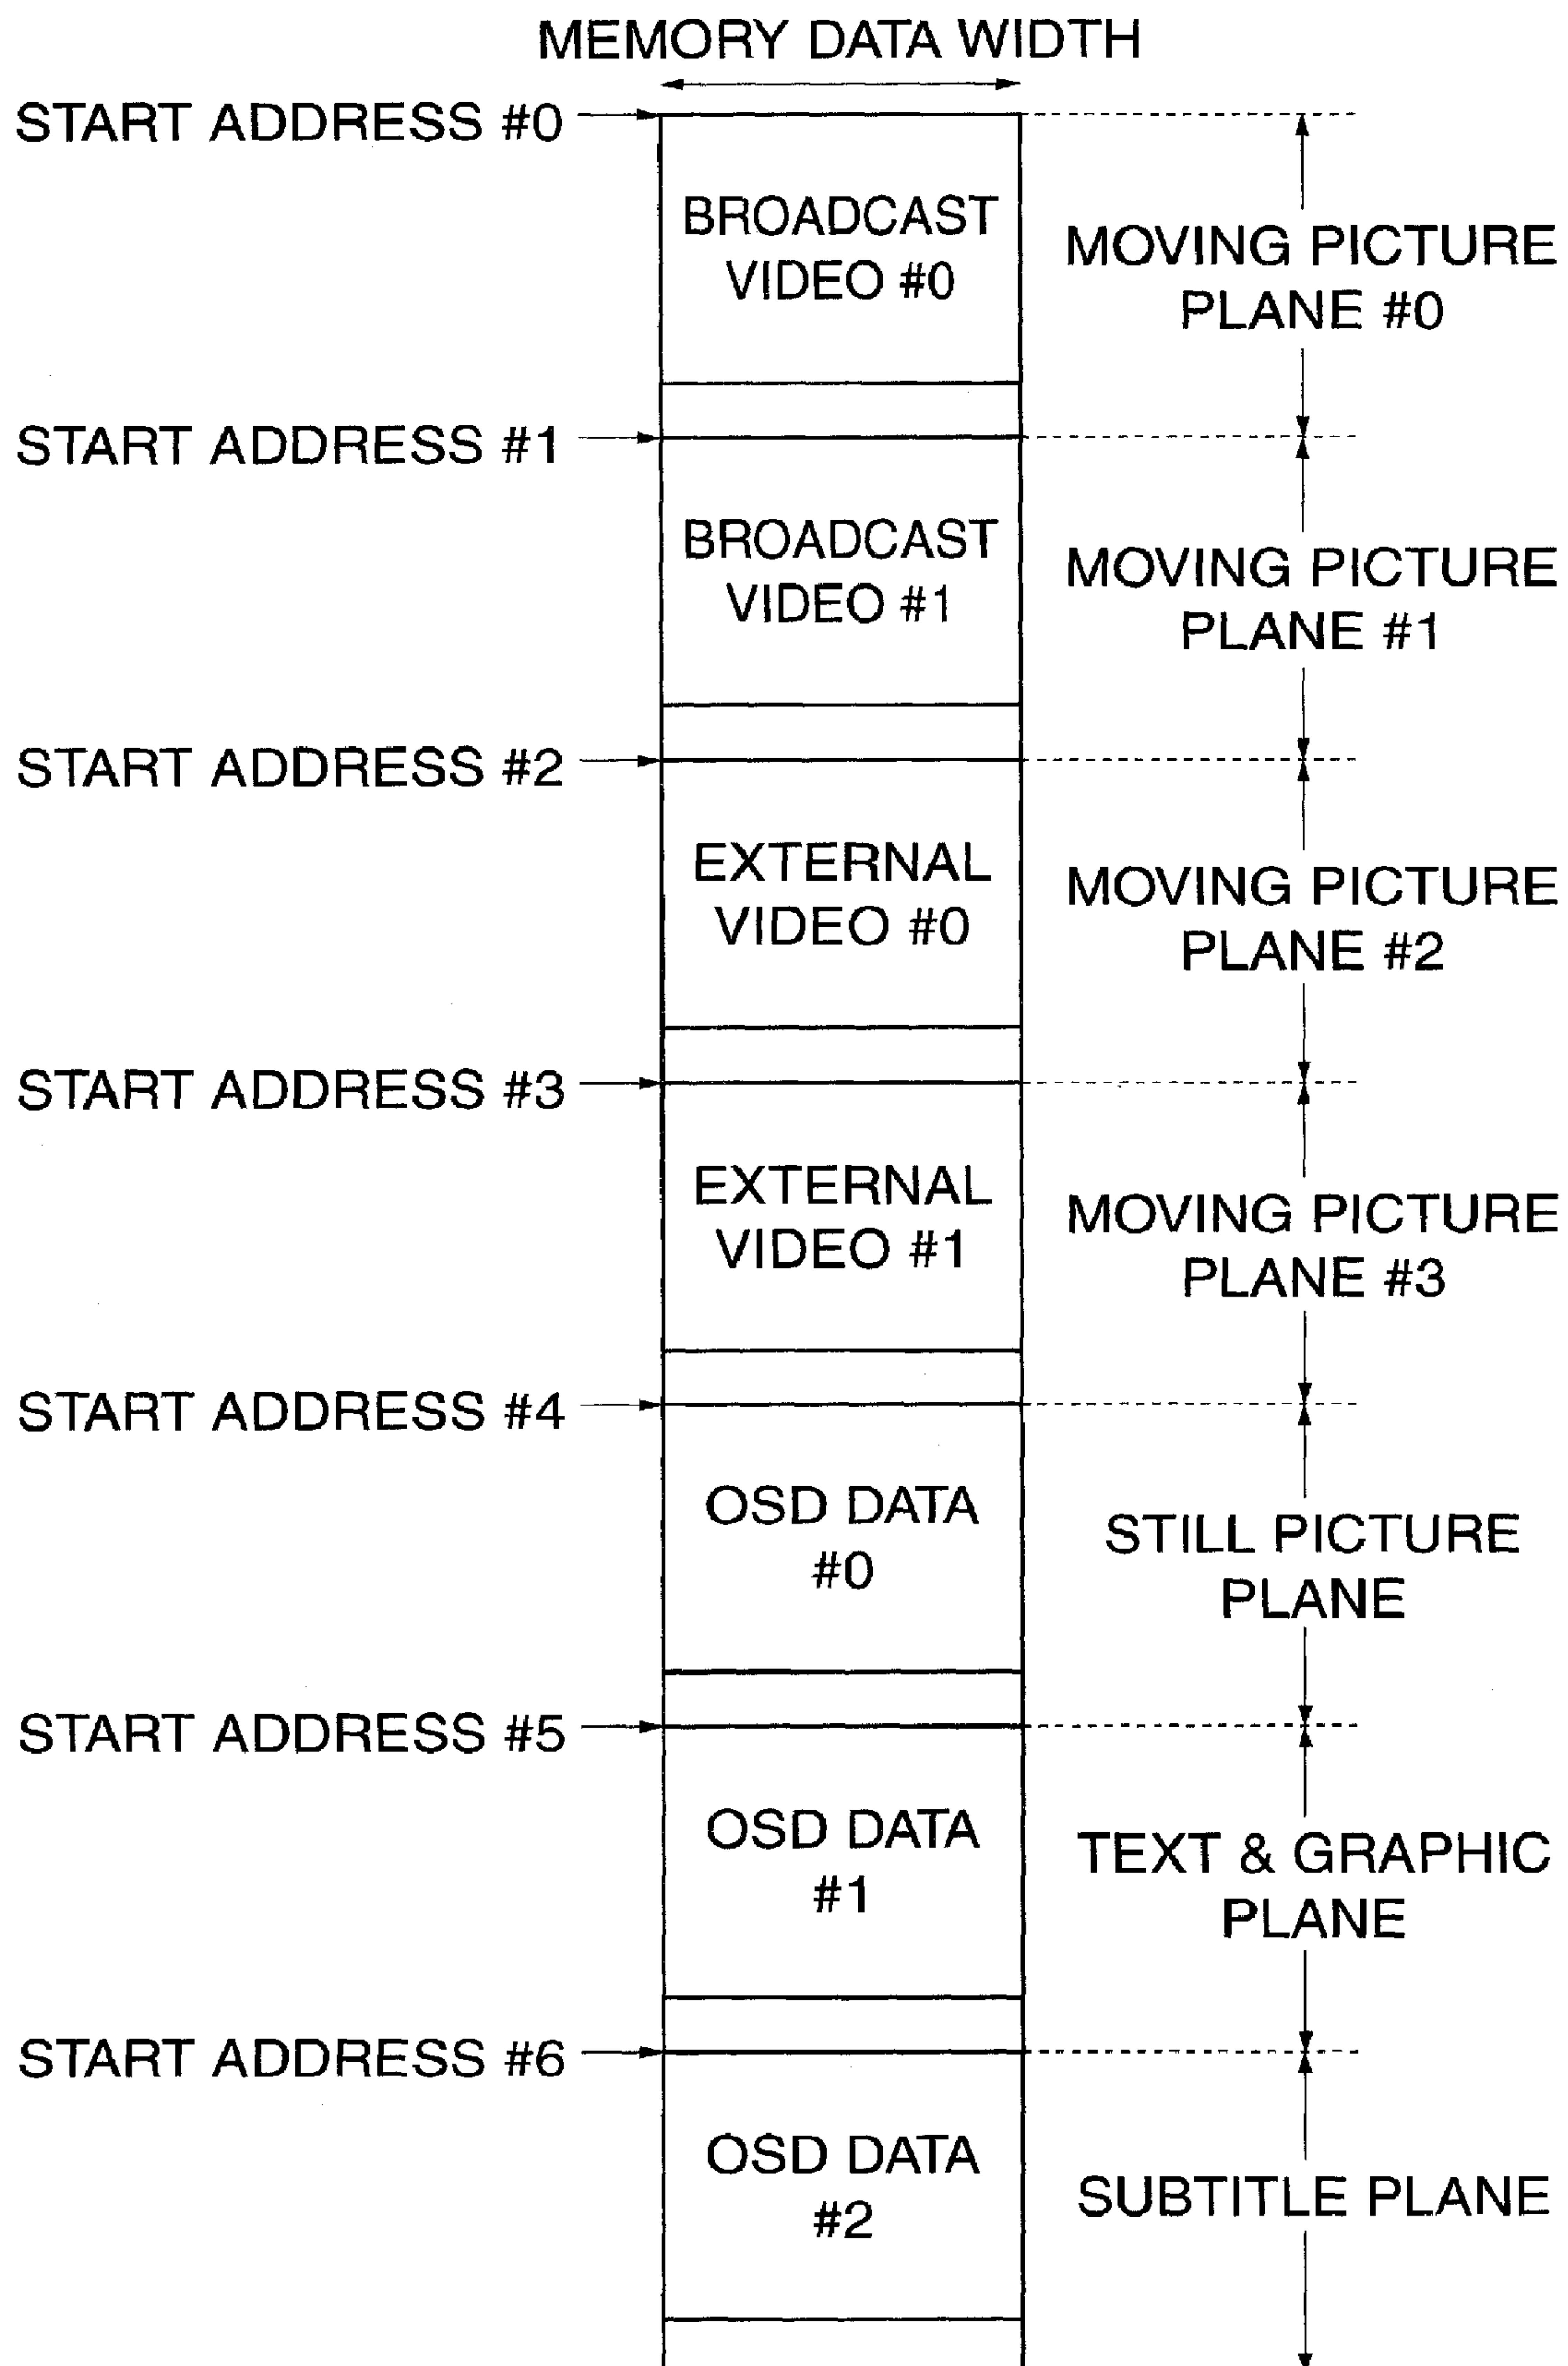 MEMORY DATA WIDTH
START ADDRESS #0
BROADCAST
VIDEO #0
MOVING PICTURE
PLANE #0
START ADDRESS #1
BROADCAST
VIDEO #1
MOVING PICTURE
PLANE #1
START ADDRESS #2
EXTERNAL
VIDEO #0
MOVING PICTURE
PLANE #2
START ADDRESS #3
EXTERNAL
VIDEO #1
MOVING PICTURE
PLANE #3
START ADDRESS #4
OSD DATA
#0
STILL PICTURE
PLANE
START ADDRESS #5
OSD DATA
#1
TEXT & GRAPHIC
PLANE
START ADDRESS #6
OSD DATA
#2
SUBTITLE PLANE